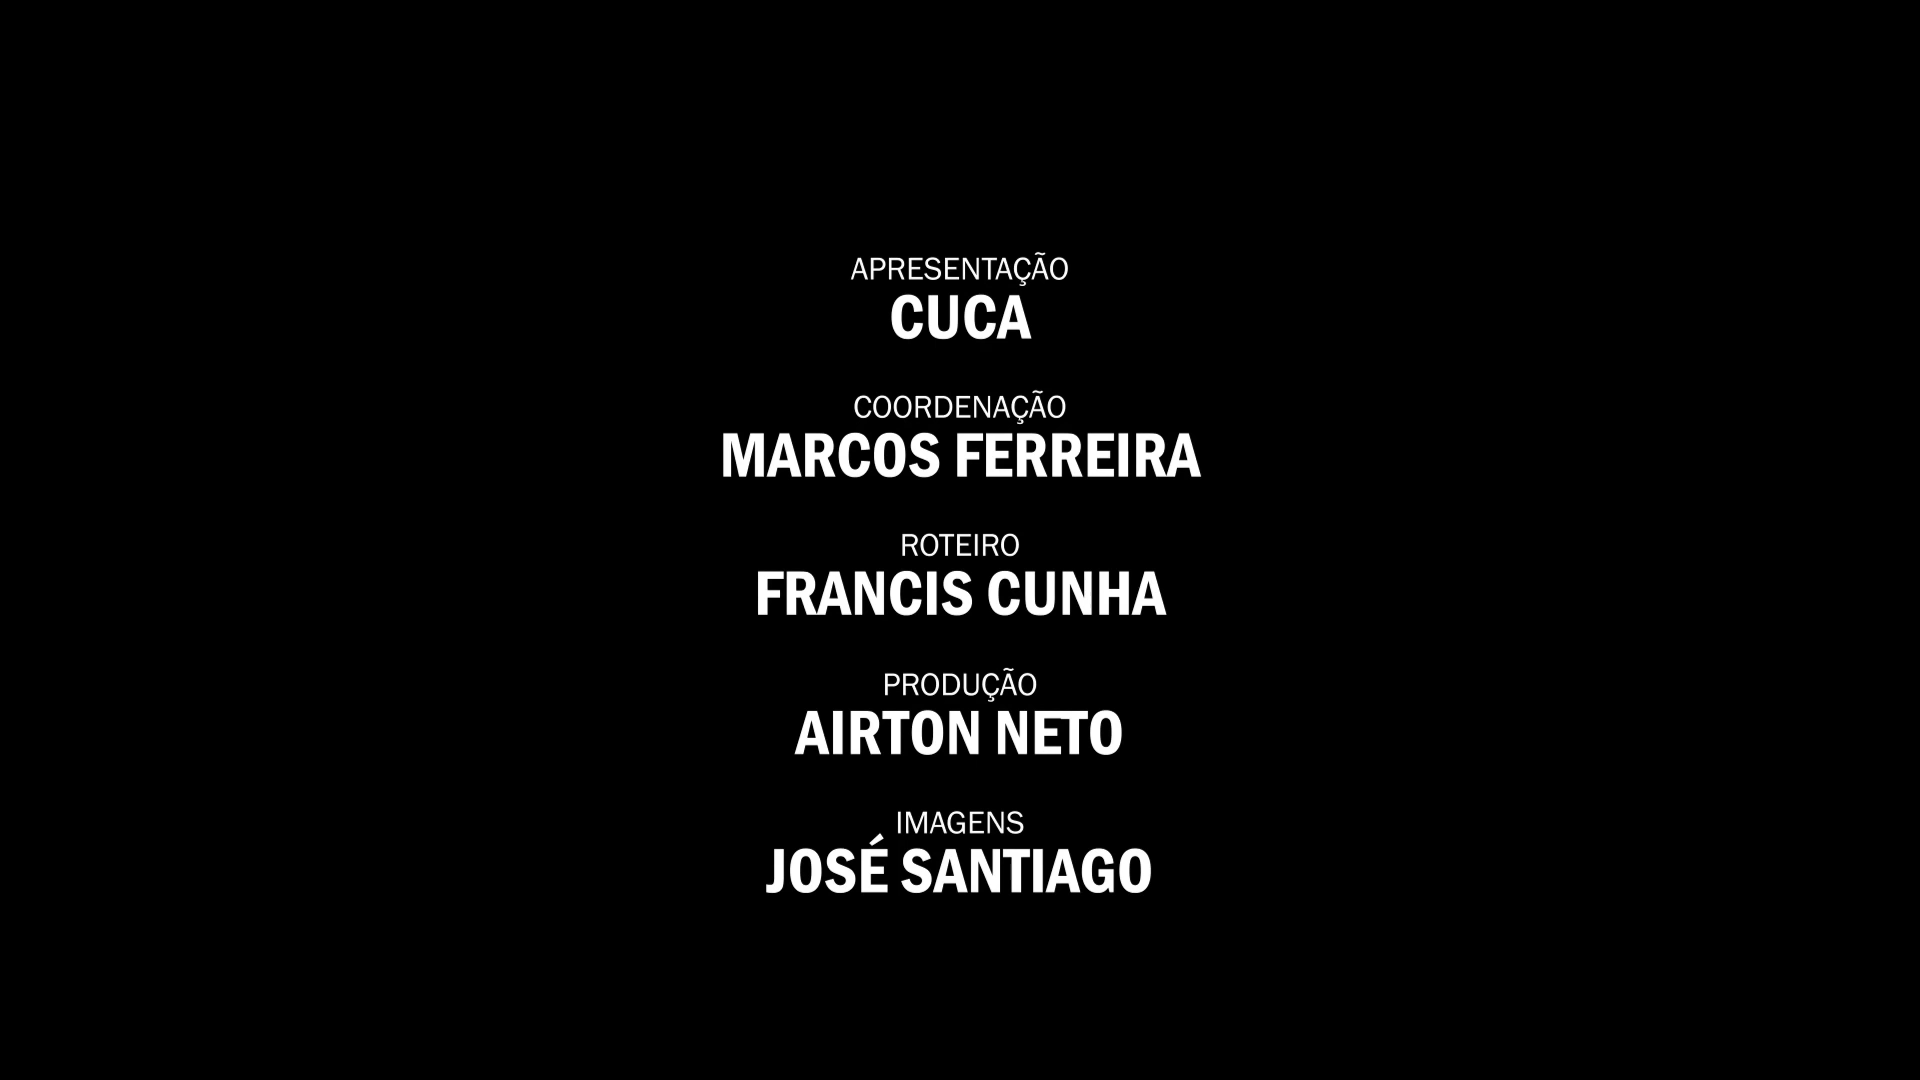 APRESENTAÇÃO
CUCA
COORDENAÇÃO
MARCOS FERREIRA
ROTEIRO
FRANCIS CUNHA
PRODUÇÃO
AIRTON NETO
IMAGENS
JOSÉ SANTIAGO